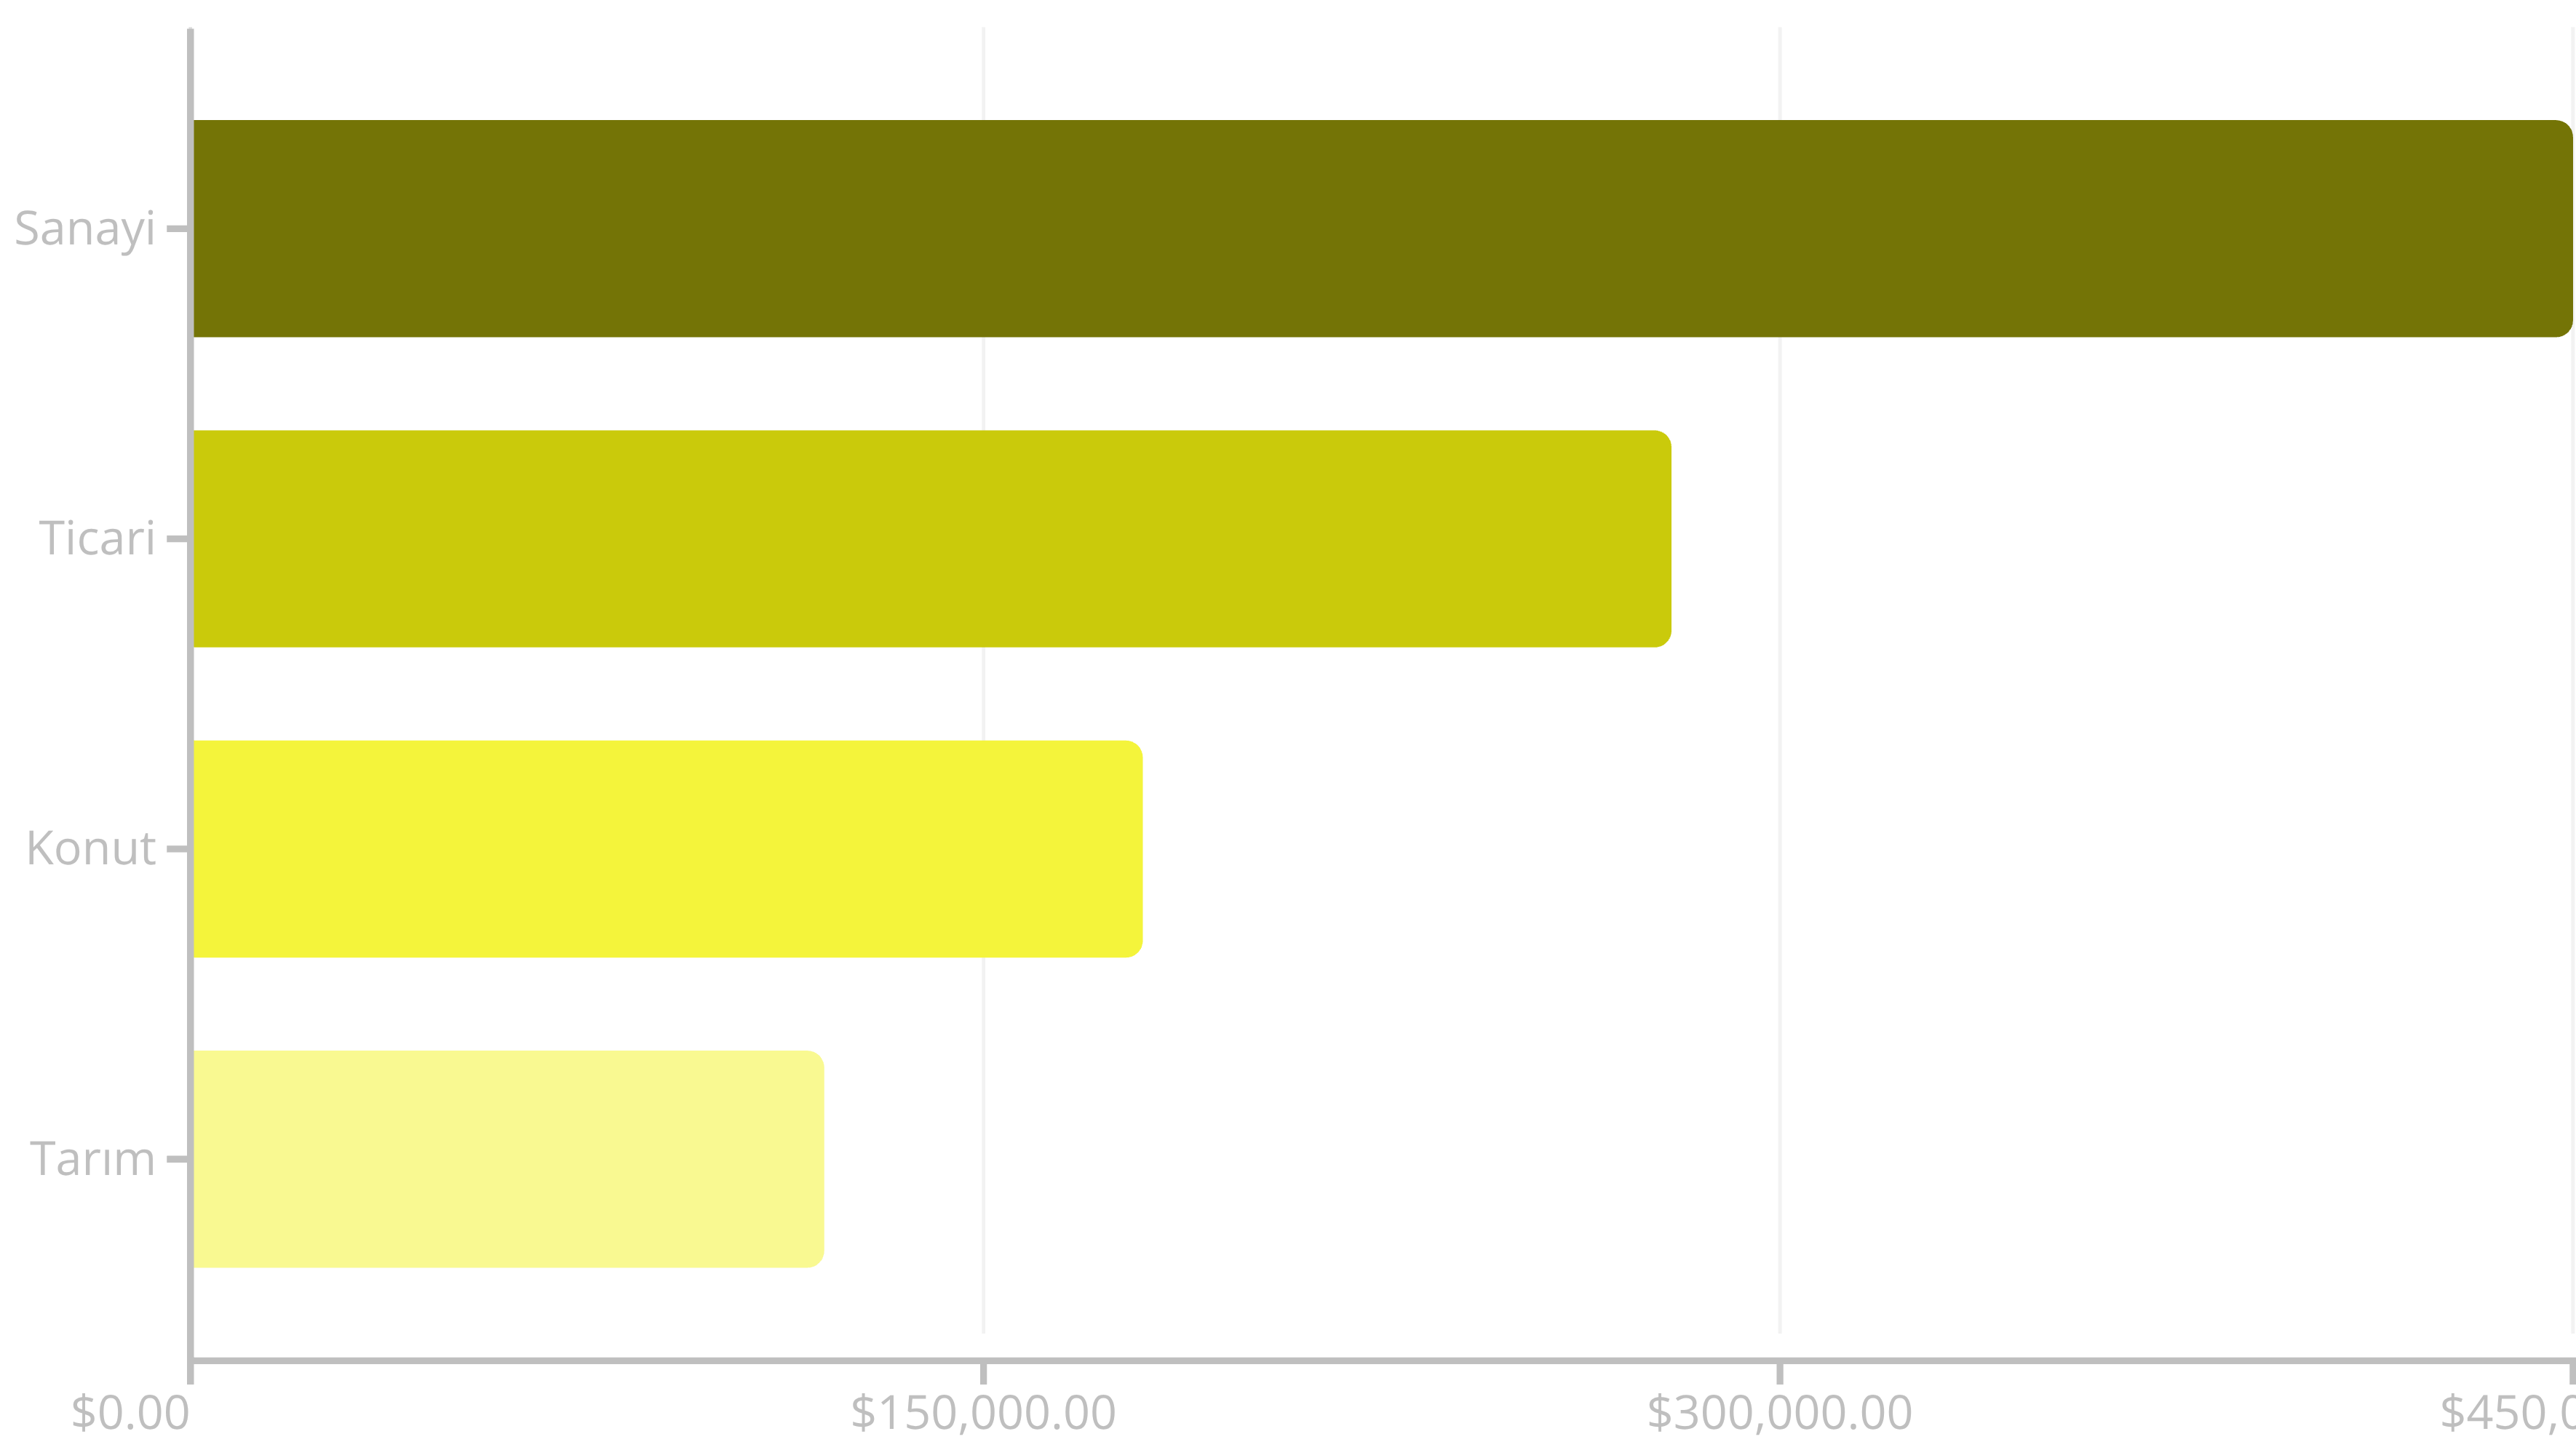 Sanayi
Ticari
Konut
Tarım
$0.00
$150,000.00
$300,000.00